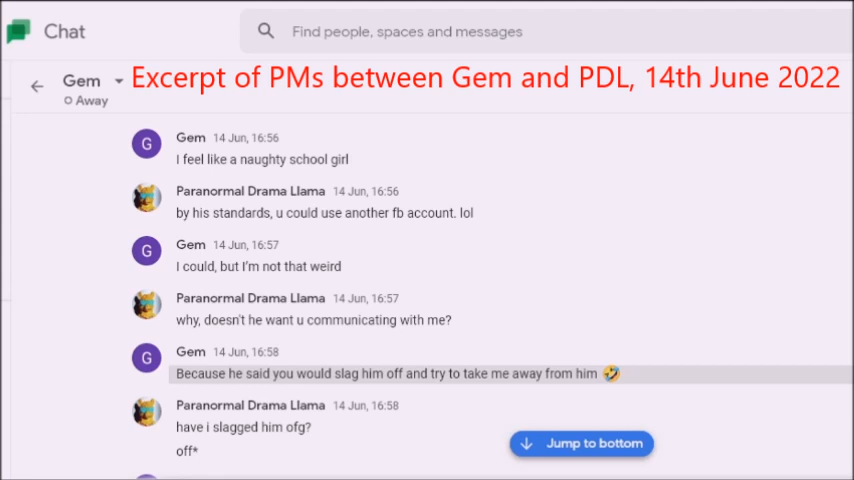 Chat
Find people, spaces and messages
Gem
Away
Excerpt of PMs between Gem and PDL, 14th June 2022
G
Gem 14 Jun, 16:56
I feel like a naughty school girl
Paranormal Drama Llama 14 Jun, 16:56
by his standards, u could use another fb account. lol
G
Gem 14 Jun, 16:57
I could, but I'm not that weird
Paranormal Drama Llama 14 Jun, 16:57
why, doesn't he want u communicating with me?
G
Gem 14 Jun, 16:58
Because he said you would slag him off and try to take me away from him 🤣
Paranormal Drama Llama 14 Jun, 16:58
have i slagged him ofg?
off*
Jump to bottom